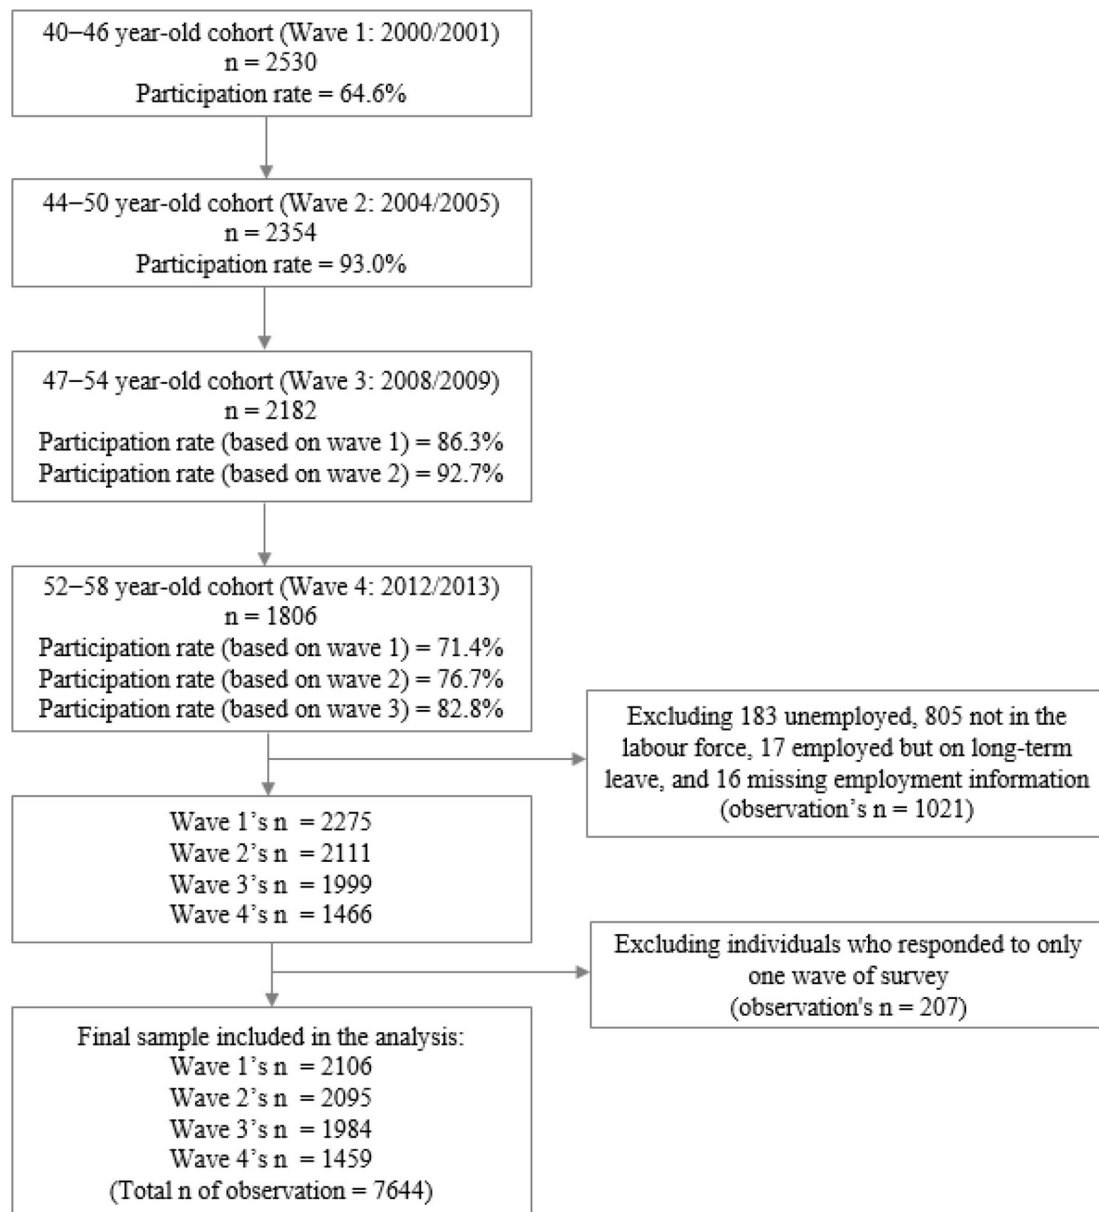 40–46 year-old cohort (Wave 1: 2000/2001)
n = 2530
Participation rate = 64.6%
44–50 year-old cohort (Wave 2: 2004/2005)
n = 2354
Participation rate = 93.0%
47–54 year-old cohort (Wave 3: 2008/2009)
n = 2182
Participation rate (based on wave 1) = 86.3%
Participation rate (based on wave 2) = 92.7%
52–58 year-old cohort (Wave 4: 2012/2013)
n = 1806
Participation rate (based on wave 1) = 71.4%
Participation rate (based on wave 2) = 76.7%
Participation rate (based on wave 3) = 82.8%
Excluding 183 unemployed, 805 not in the
labour force, 17 employed but on long-term
leave, and 16 missing employment information
(observation’s n = 1021)
Wave 1’s n = 2275
Wave 2’s n = 2111
Wave 3’s n = 1999
Wave 4’s n = 1466
Excluding individuals who responded to only
one wave of survey
(observation's n = 207)
Final sample included in the analysis:
Wave 1’s n = 2106
Wave 2’s n = 2095
Wave 3’s n = 1984
Wave 4’s n = 1459
(Total n of observation = 7644)